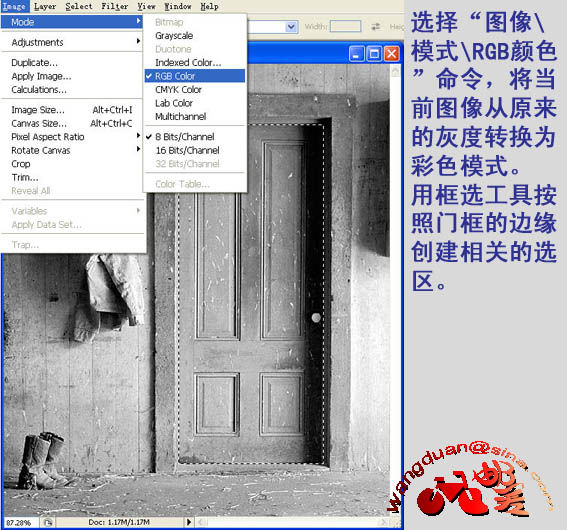 Image Layer Select Filter View Window Help
Mode
Adjustments
Duplicate...
Apply Image...
Calculations...
Image Size... Alt+Ctrl+I
Canvas Size... Alt+Ctrl+C
Pixel Aspect Ratio
Rotate Canvas
Crop
Trim...
Reveal All
Variables
Apply Data Set...
Trap...
Bitmap
Grayscale
Duotone
Indexed Color...
RGB Color
CMYK Color
Lab Color
Multichannel
8 Bits/Channel
16 Bits/Channel
32 Bits/Channel
Color Table...
Width:
87.28%
Doc: 1.17M/1.17M
选择“图像\
模式\RGB颜色
”命令，将当
前图像从原来
的灰度转换为
彩色模式。
用框选工具按
照门框的边缘
创建相关的选
区。
wangduan@sina.com